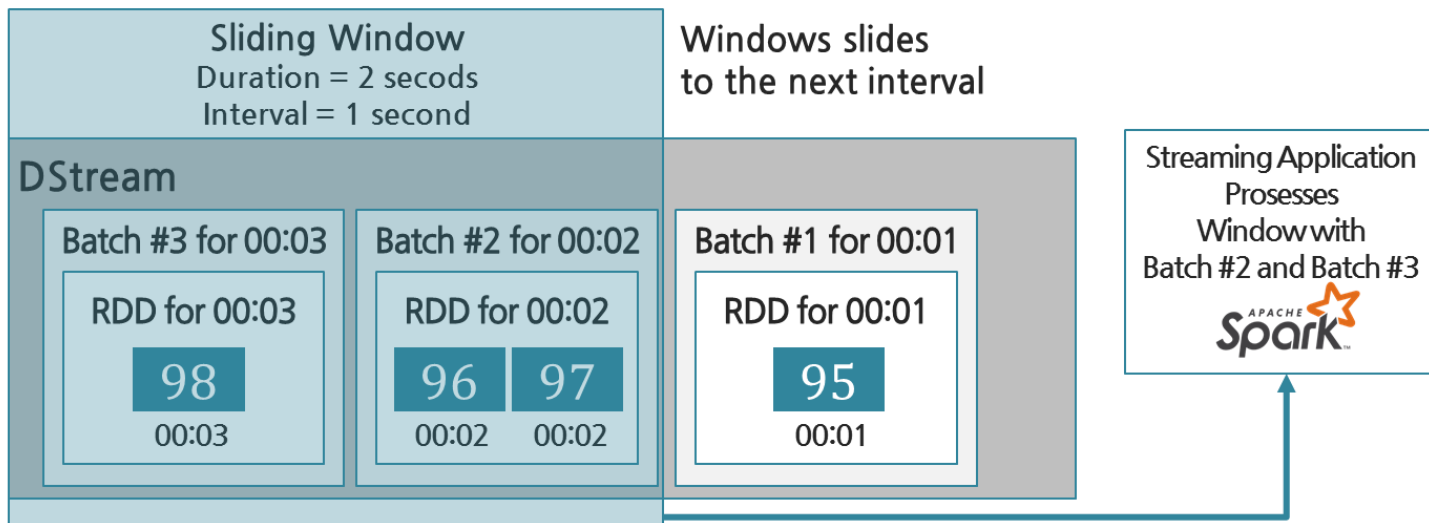 Sliding Window
Duration = 2 secods
Interval = 1 second
Windows slides
to the next interval
DStream
Batch #3 for 00:03
RDD for 00:03
98
00:03
Batch #2 for 00:02
RDD for 00:02
96 97
00:02 00:02
Batch #1 for 00:01
RDD for 00:01
95
00:01
Streaming Application
Prosesses
Window with
Batch #2 and Batch #3
APACHE
Spark™